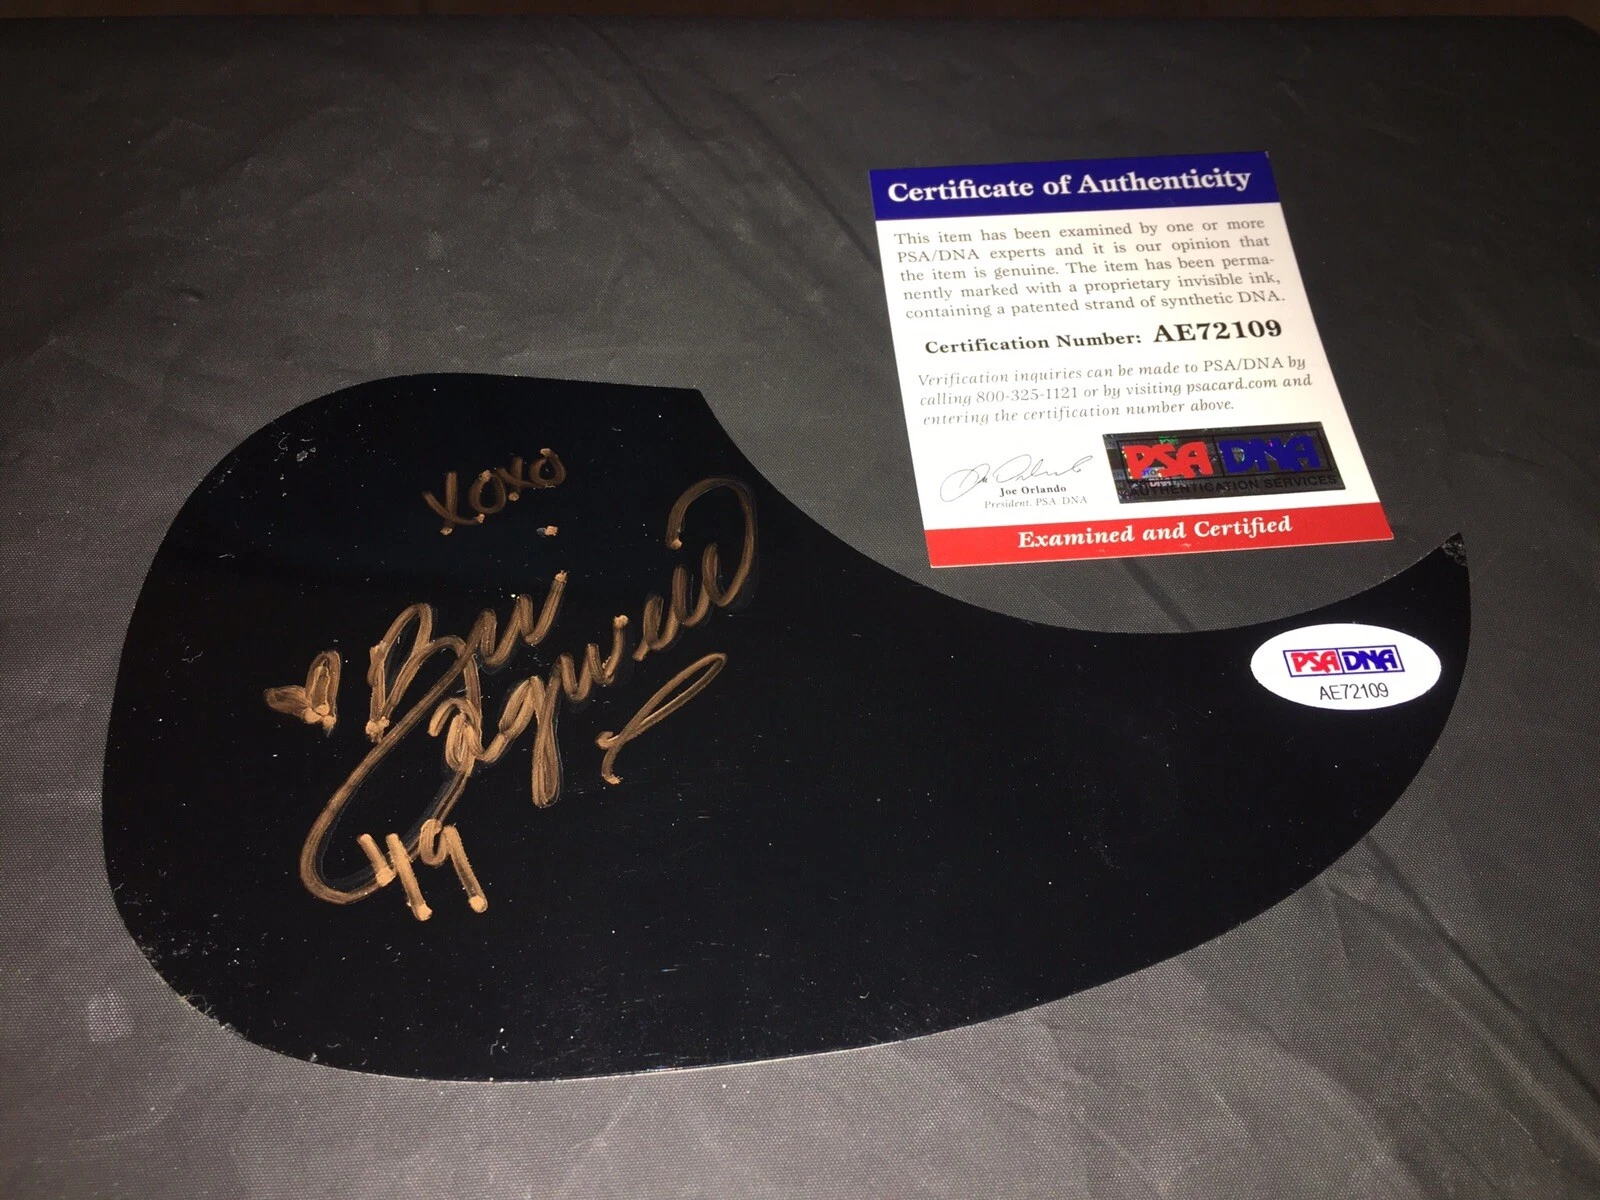 Certificate of Authenticity
This item has been examined by one or more
PSA/DNA experts and it is our opinion that
the item is genuine. The item has been perma-
nently marked with a proprietary invisible ink,
containing a patented strand of synthetic DNA.
Certification Number: AE72109
Verification inquiries can be made to PSA/DNA by
calling 800-325-1121 or by visiting psacard.com and
entering the certification number above.
Joe Orlando
President, PSA/DNA
PSA DNA
AUTHENTICATION SERVICES
Examined and Certified
xoxo
49
PSA DNA
AE72109